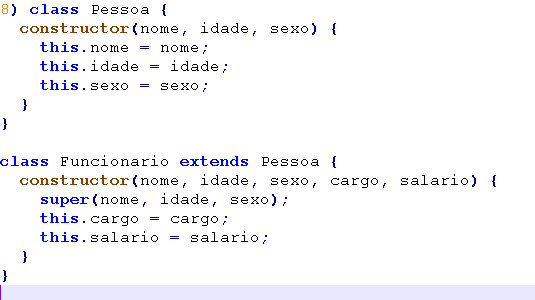 8) class Pessoa {
  constructor(nome, idade, sexo) {
    this.nome = nome;
    this.idade = idade;
    this.sexo = sexo;
  }
}

class Funcionario extends Pessoa {
  constructor(nome, idade, sexo, cargo, salario) {
    super(nome, idade, sexo);
    this.cargo = cargo;
    this.salario = salario;
  }
}